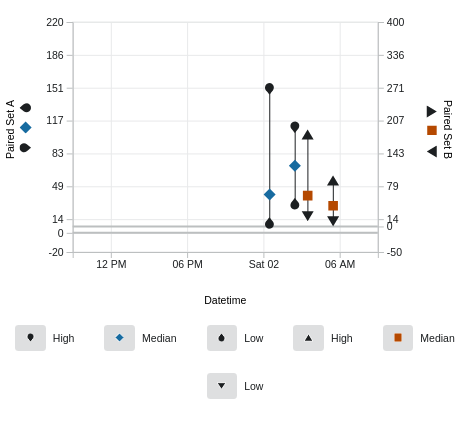 220
400
186
336
151
271
117
207
83
143
49
79
14
14
0
0
-20
-50
Paired Set A
Paired Set B
12 PM
06 PM
Sat 02
06 AM
Datetime
High
Median
Low
High
Median
Low